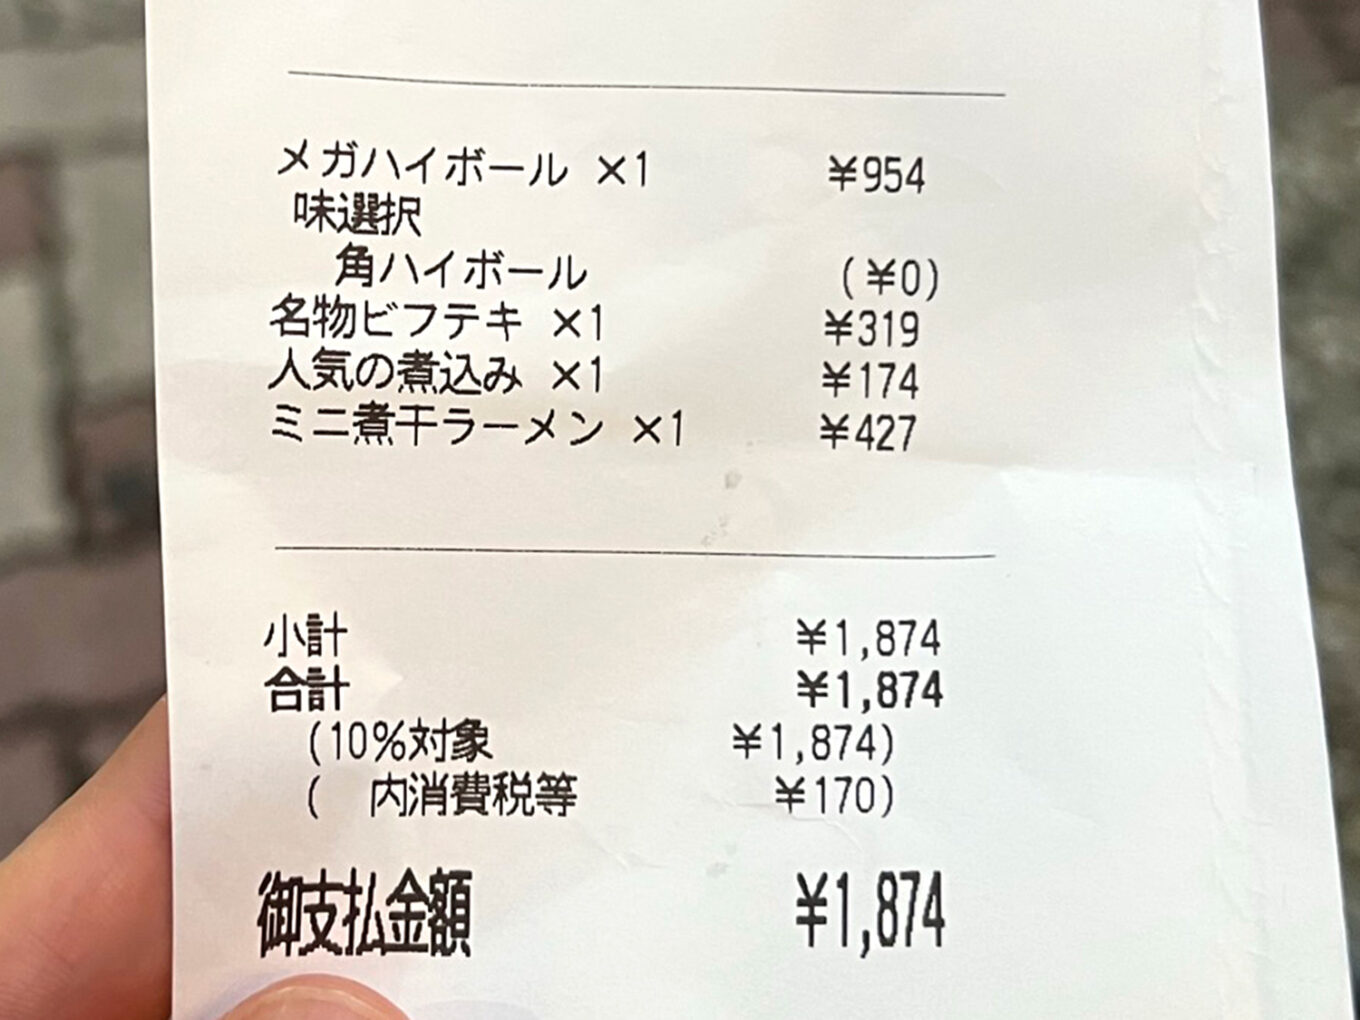 メガハイボール ×1 ¥954
味選択
角ハイボール (¥0)
名物ビフテキ ×1 ¥319
人気の煮込み ×1 ¥174
ミニ煮干ラーメン ×1 ¥427
小計 ¥1,874
合計 ¥1,874
(10%対象 ¥1,874)
( 内消費税等 ¥170)
御支払金額 ¥1,874